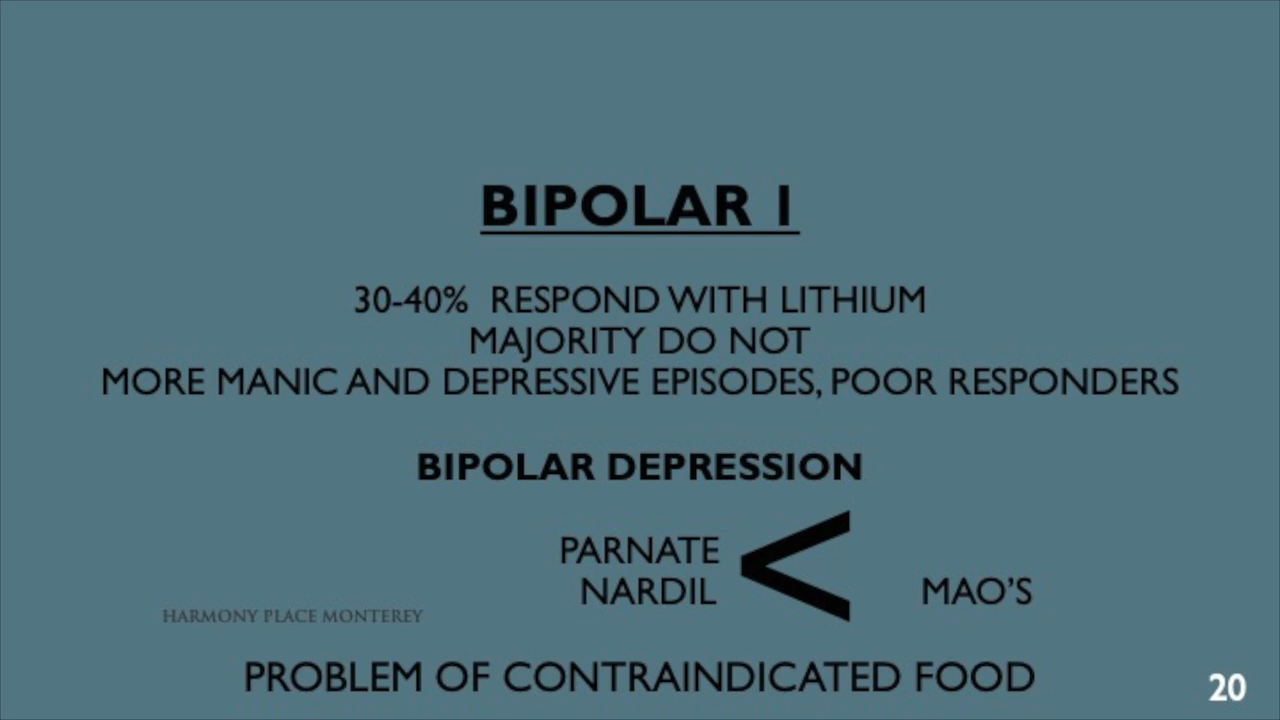 BIPOLAR I
30-40% RESPOND WITH LITHIUM
MAJORITY DO NOT
MORE MANIC AND DEPRESSIVE EPISODES, POOR RESPONDERS
BIPOLAR DEPRESSION
PARNATE
NARDIL < MAO'S
HARMONY PLACE MONTEREY
PROBLEM OF CONTRAINDICATED FOOD
20